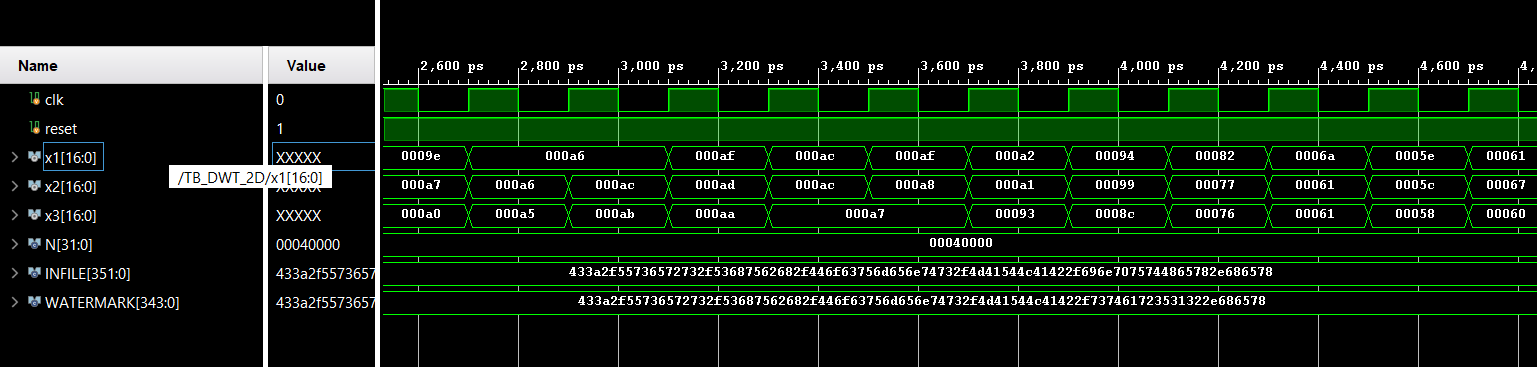 Name Value 2,600 ps 2,800 ps 3,000 ps 3,200 ps 3,400 ps 3,600 ps 3,800 ps 4,000 ps 4,200 ps 4,400 ps 4,600 ps
clk 0
reset 1
x1[16:0] XXXXX 0009e 000a6 000af 000ac 000af 000a2 00094 00082 0006a 0005e 00061
/TB_DWT_2D/x1[16:0]
x2[16:0] 000a7 000a6 000ac 000ad 000ac 000a8 000a1 00099 00077 00061 0005c 00067
x3[16:0] XXXXX 000a0 000a5 000ab 000aa 000a7 00093 0008c 00076 00061 00058 00060
N[31:0] 00040000 00040000
INFILE[351:0] 433a2f5573657 433a2f55736572732f53687562682f446f63756d656e74732f4d41544c41422f696e7075744865782e686578
WATERMARK[343:0] 433a2f5573657 433a2f55736572732f53687562682f446f63756d656e74732f4d41544c41422f737461723531322e686578